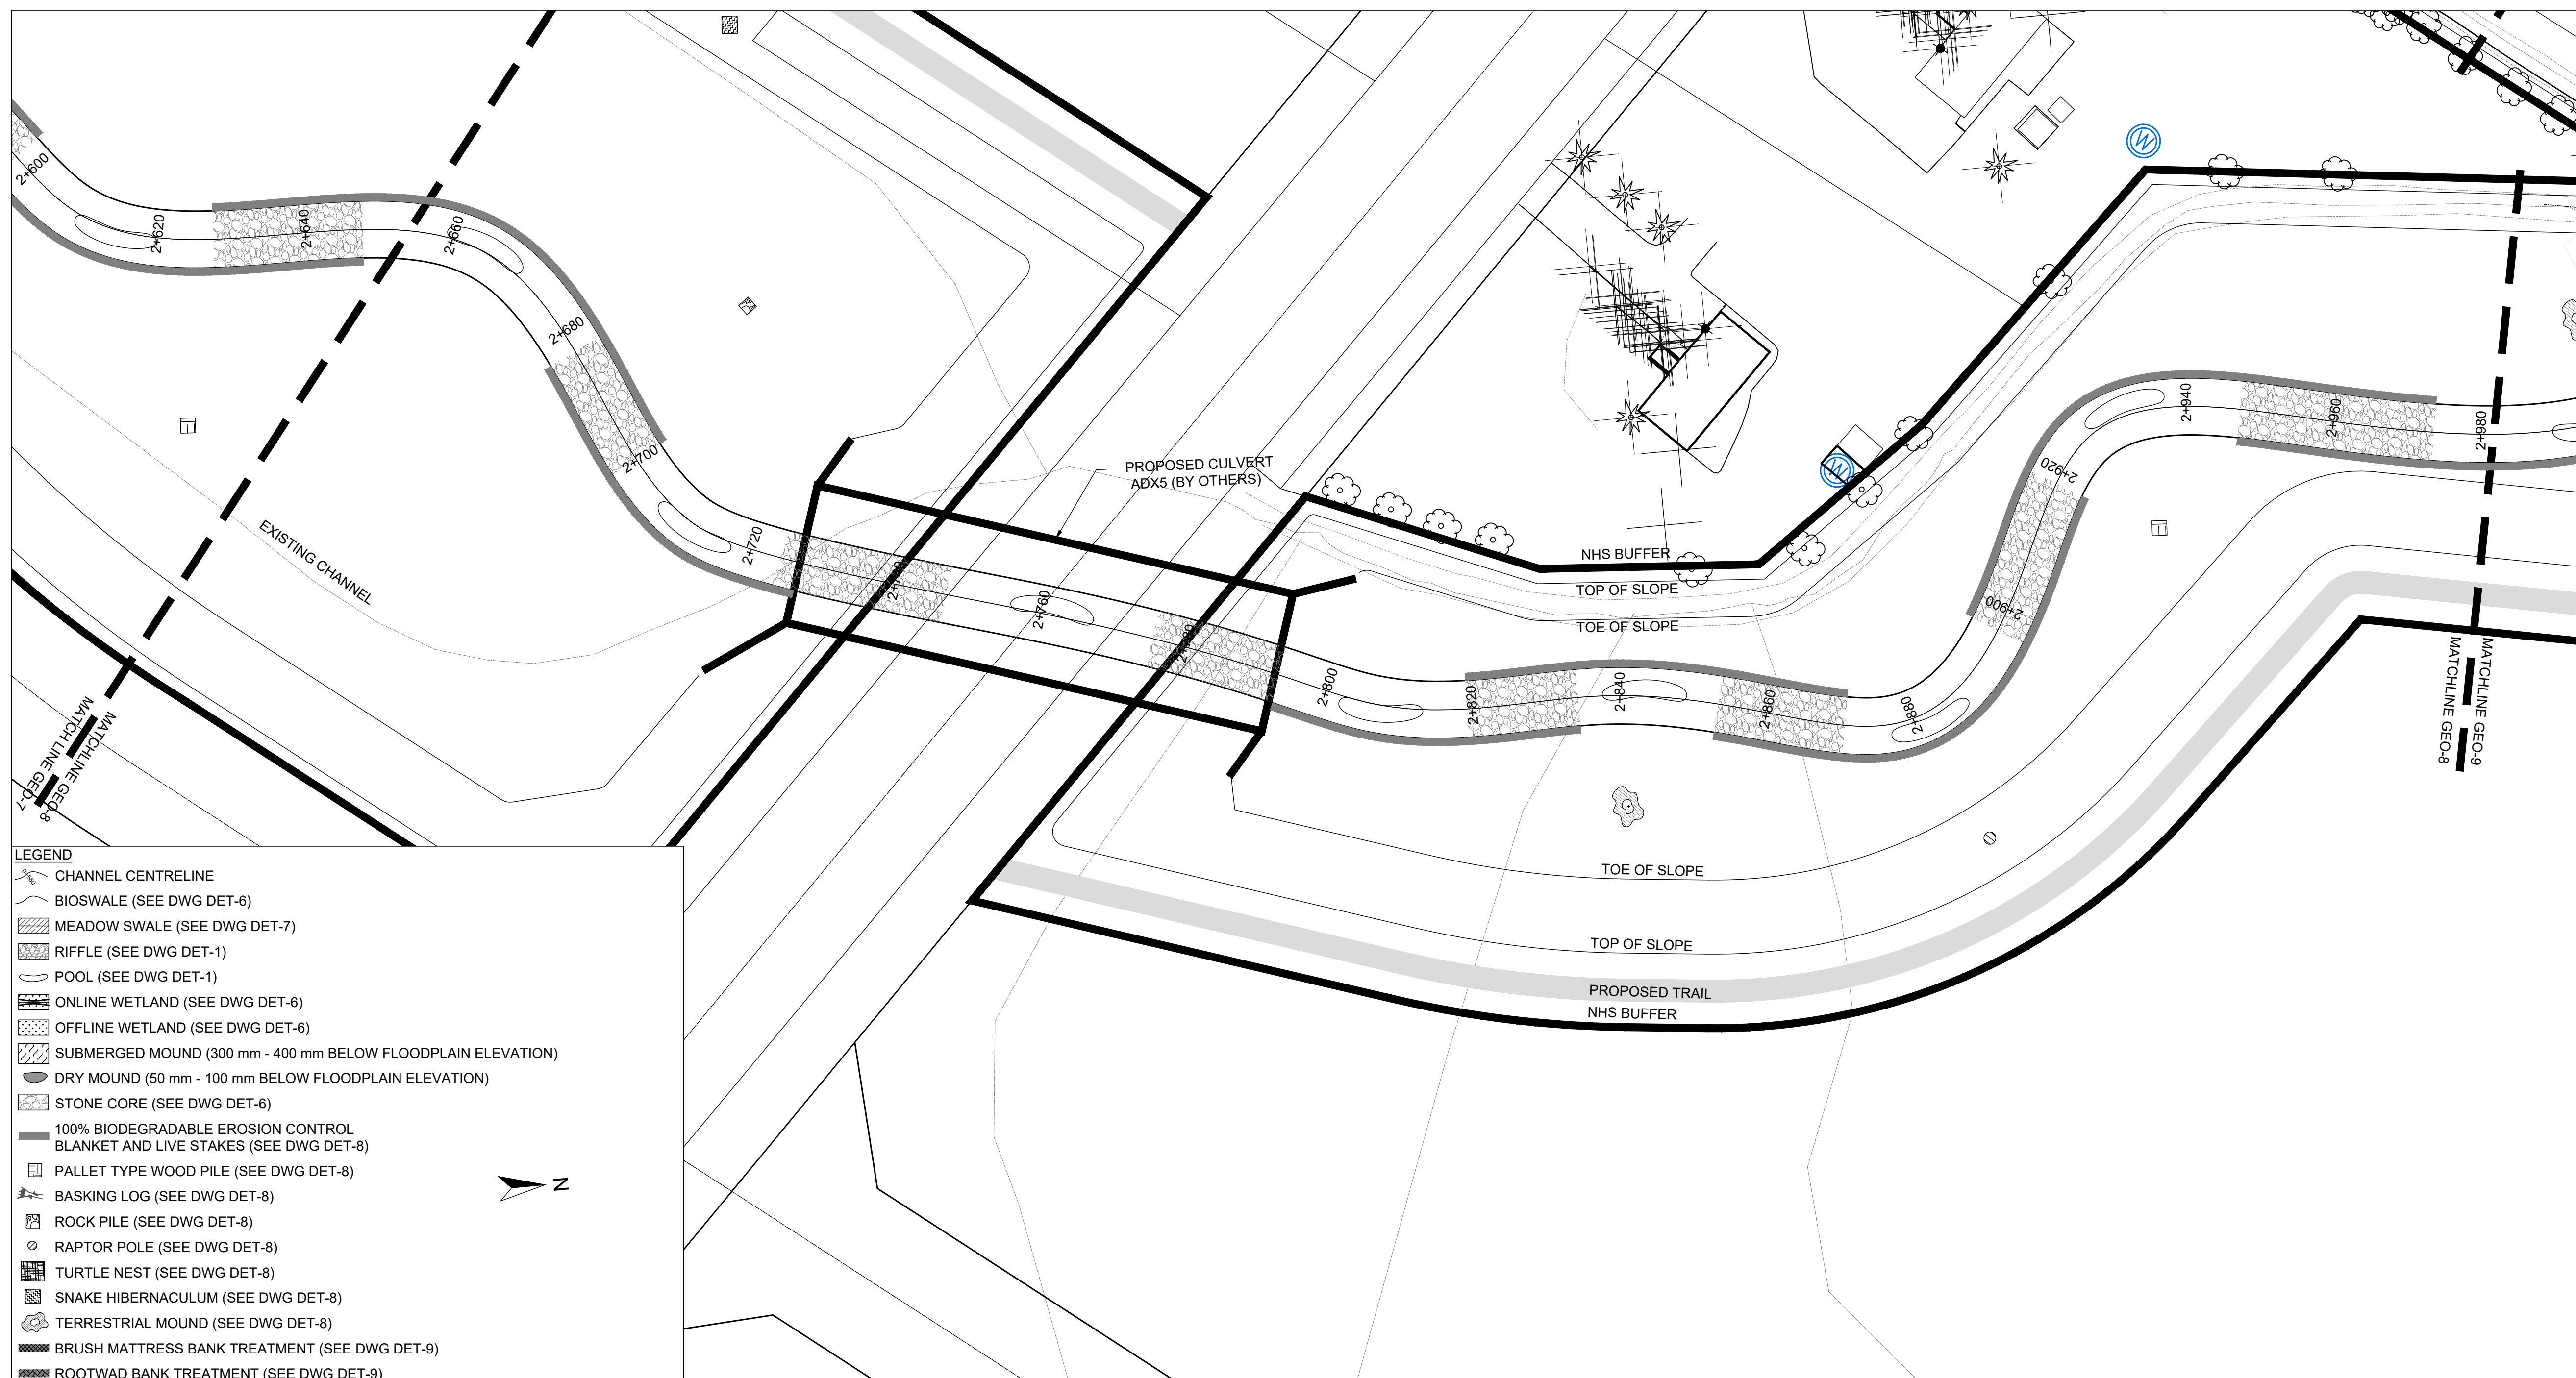 2+600
2+620
2+640
2+660
2+680
2+700
2+720
2+760
2+800
2+820
2+840
2+860
2+880
2+900
2+920
2+940
2+960
2+980
PROPOSED CULVERT
ADX5 (BY OTHERS)
EXISTING CHANNEL
NHS BUFFER
TOP OF SLOPE
TOE OF SLOPE
W
W
TOE OF SLOPE
TOP OF SLOPE
PROPOSED TRAIL
NHS BUFFER
MATCH LINE GEO-7
MATCHLINE GEO-8
MATCHLINE GEO-8
MATCHLINE GEO-9
LEGEND
CHANNEL CENTRELINE
BIOSWALE (SEE DWG DET-6)
MEADOW SWALE (SEE DWG DET-7)
RIFFLE (SEE DWG DET-1)
POOL (SEE DWG DET-1)
ONLINE WETLAND (SEE DWG DET-6)
OFFLINE WETLAND (SEE DWG DET-6)
SUBMERGED MOUND (300 mm - 400 mm BELOW FLOODPLAIN ELEVATION)
DRY MOUND (50 mm - 100 mm BELOW FLOODPLAIN ELEVATION)
STONE CORE (SEE DWG DET-6)
100% BIODEGRADABLE EROSION CONTROL
BLANKET AND LIVE STAKES (SEE DWG DET-8)
PALLET TYPE WOOD PILE (SEE DWG DET-8)
BASKING LOG (SEE DWG DET-8)
ROCK PILE (SEE DWG DET-8)
RAPTOR POLE (SEE DWG DET-8)
TURTLE NEST (SEE DWG DET-8)
SNAKE HIBERNACULUM (SEE DWG DET-8)
TERRESTRIAL MOUND (SEE DWG DET-8)
BRUSH MATTRESS BANK TREATMENT (SEE DWG DET-9)
ROOTWAD BANK TREATMENT (SEE DWG DET-9)
N